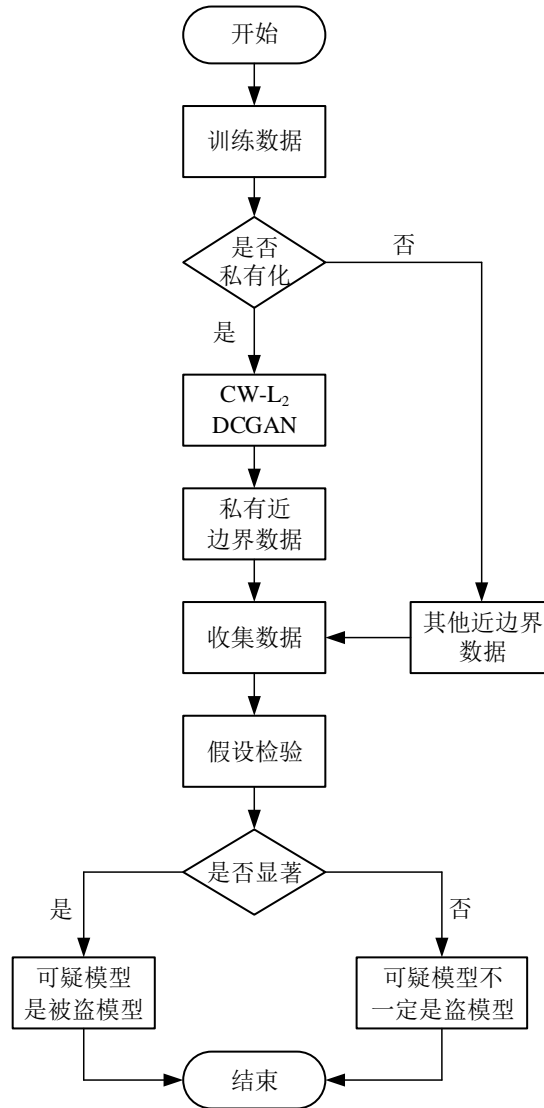 开始
训练数据
是否
私有化
否
是
CW-L₂
DCGAN
私有近
边界数据
收集数据
其他近边界
数据
假设检验
是否显著
是
否
可疑模型
是被盗模型
可疑模型不
一定是盗模型
结束